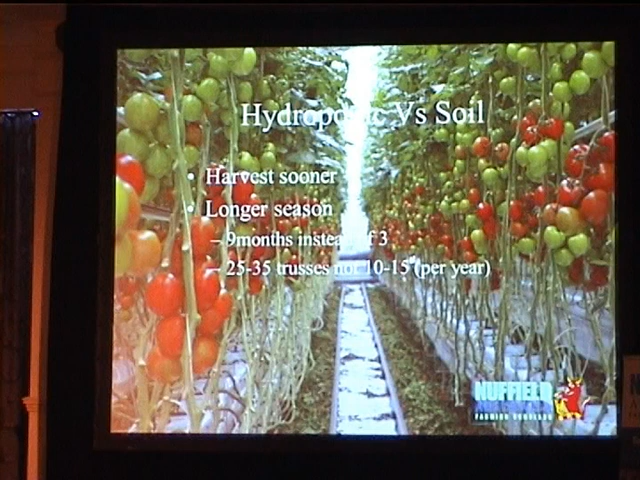 Hydroponic Vs Soil
• Harvest sooner
• Longer season
– 9months instead of 3
– 25-35 trusses not 10-15 (per year)
NUFFIELD